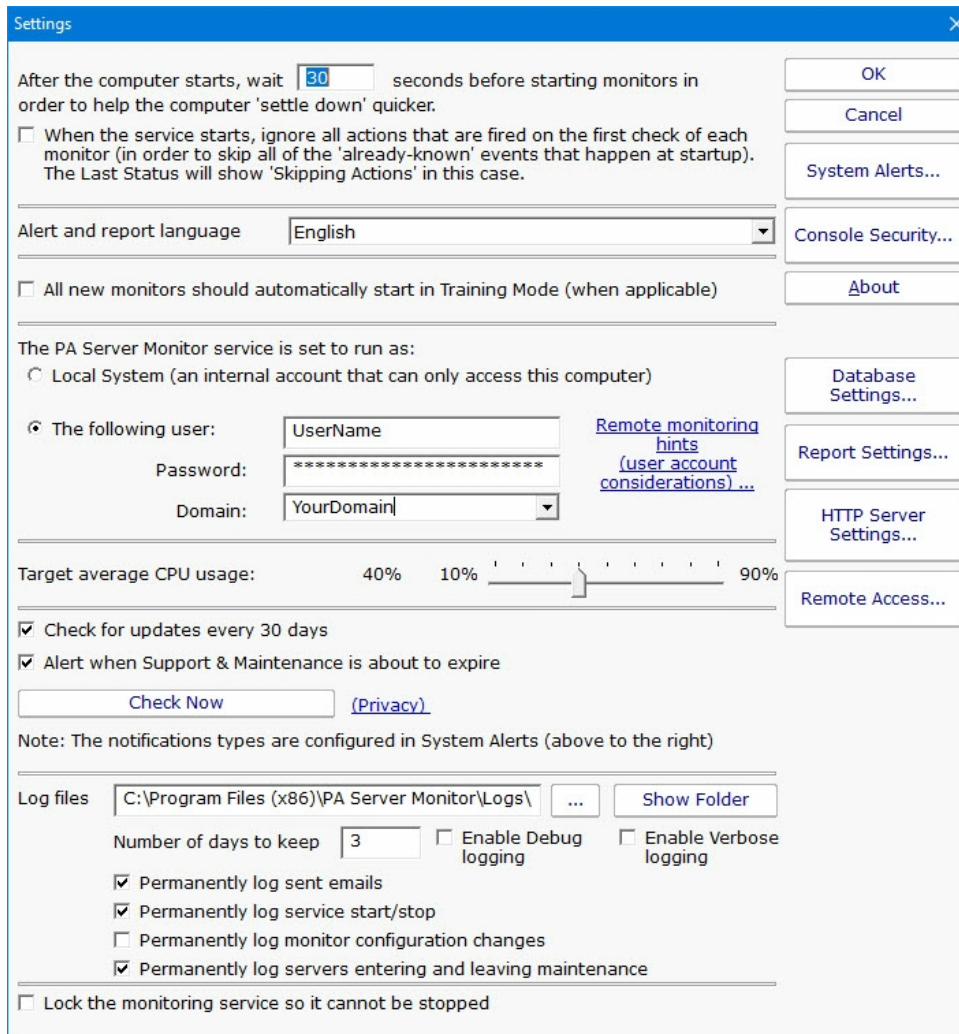 Settings
After the computer starts, wait 30 seconds before starting monitors in
order to help the computer 'settle down' quicker.
When the service starts, ignore all actions that are fired on the first check of each
monitor (in order to skip all of the 'already-known' events that happen at startup).
The Last Status will show 'Skipping Actions' in this case.
Alert and report language English
All new monitors should automatically start in Training Mode (when applicable)
The PA Server Monitor service is set to run as:
Local System (an internal account that can only access this computer)
The following user: UserName
Password: ***********************
Domain: YourDomain
Remote monitoring
hints
(user account
considerations) ...
Target average CPU usage: 40% 10% 90%
Check for updates every 30 days
Alert when Support & Maintenance is about to expire
Check Now (Privacy)
Note: The notifications types are configured in System Alerts (above to the right)
Log files C:\Program Files (x86)\PA Server Monitor\Logs\ ... Show Folder
Number of days to keep 3
Enable Debug
logging
Enable Verbose
logging
Permanently log sent emails
Permanently log service start/stop
Permanently log monitor configuration changes
Permanently log servers entering and leaving maintenance
Lock the monitoring service so it cannot be stopped
OK
Cancel
System Alerts...
Console Security...
About
Database
Settings...
Report Settings...
HTTP Server
Settings...
Remote Access...